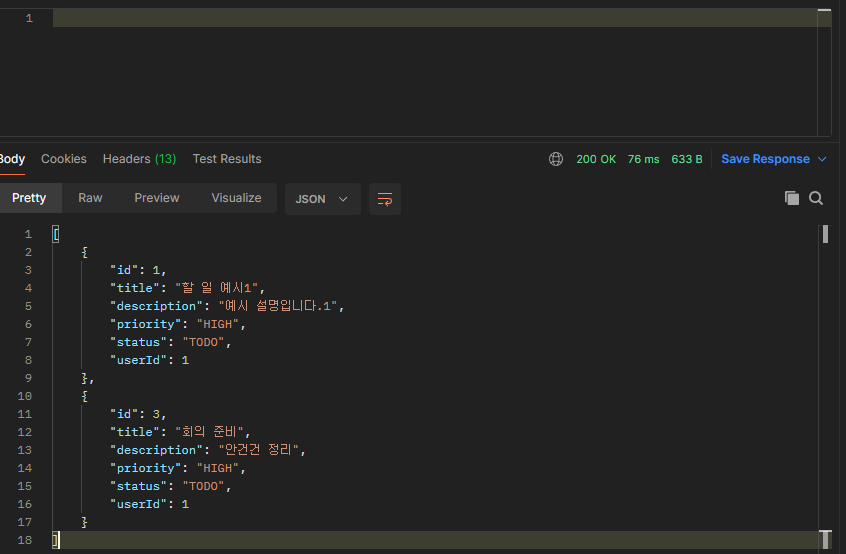 1
Body Cookies Headers (13) Test Results 200 OK 76 ms 633 B Save Response
Pretty Raw Preview Visualize JSON
1 [
2 {
3 "id": 1,
4 "title": "할 일 예시1",
5 "description": "예시 설명입니다.1",
6 "priority": "HIGH",
7 "status": "TODO",
8 "userId": 1
9 },
10 {
11 "id": 3,
12 "title": "회의 준비",
13 "description": "안건건 정리",
14 "priority": "HIGH",
15 "status": "TODO",
16 "userId": 1
17 }
18 ]